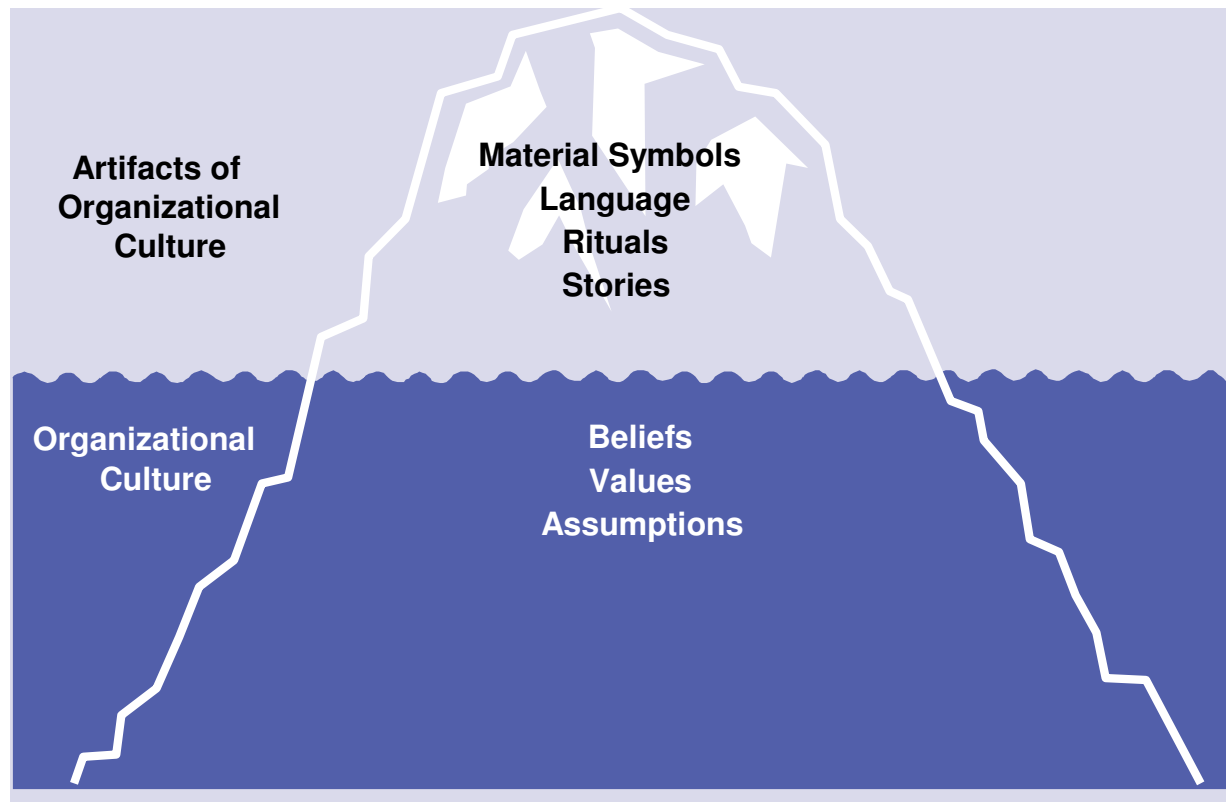 Artifacts of
Organizational
Culture
Material Symbols
Language
Rituals
Stories
Organizational
Culture
Beliefs
Values
Assumptions